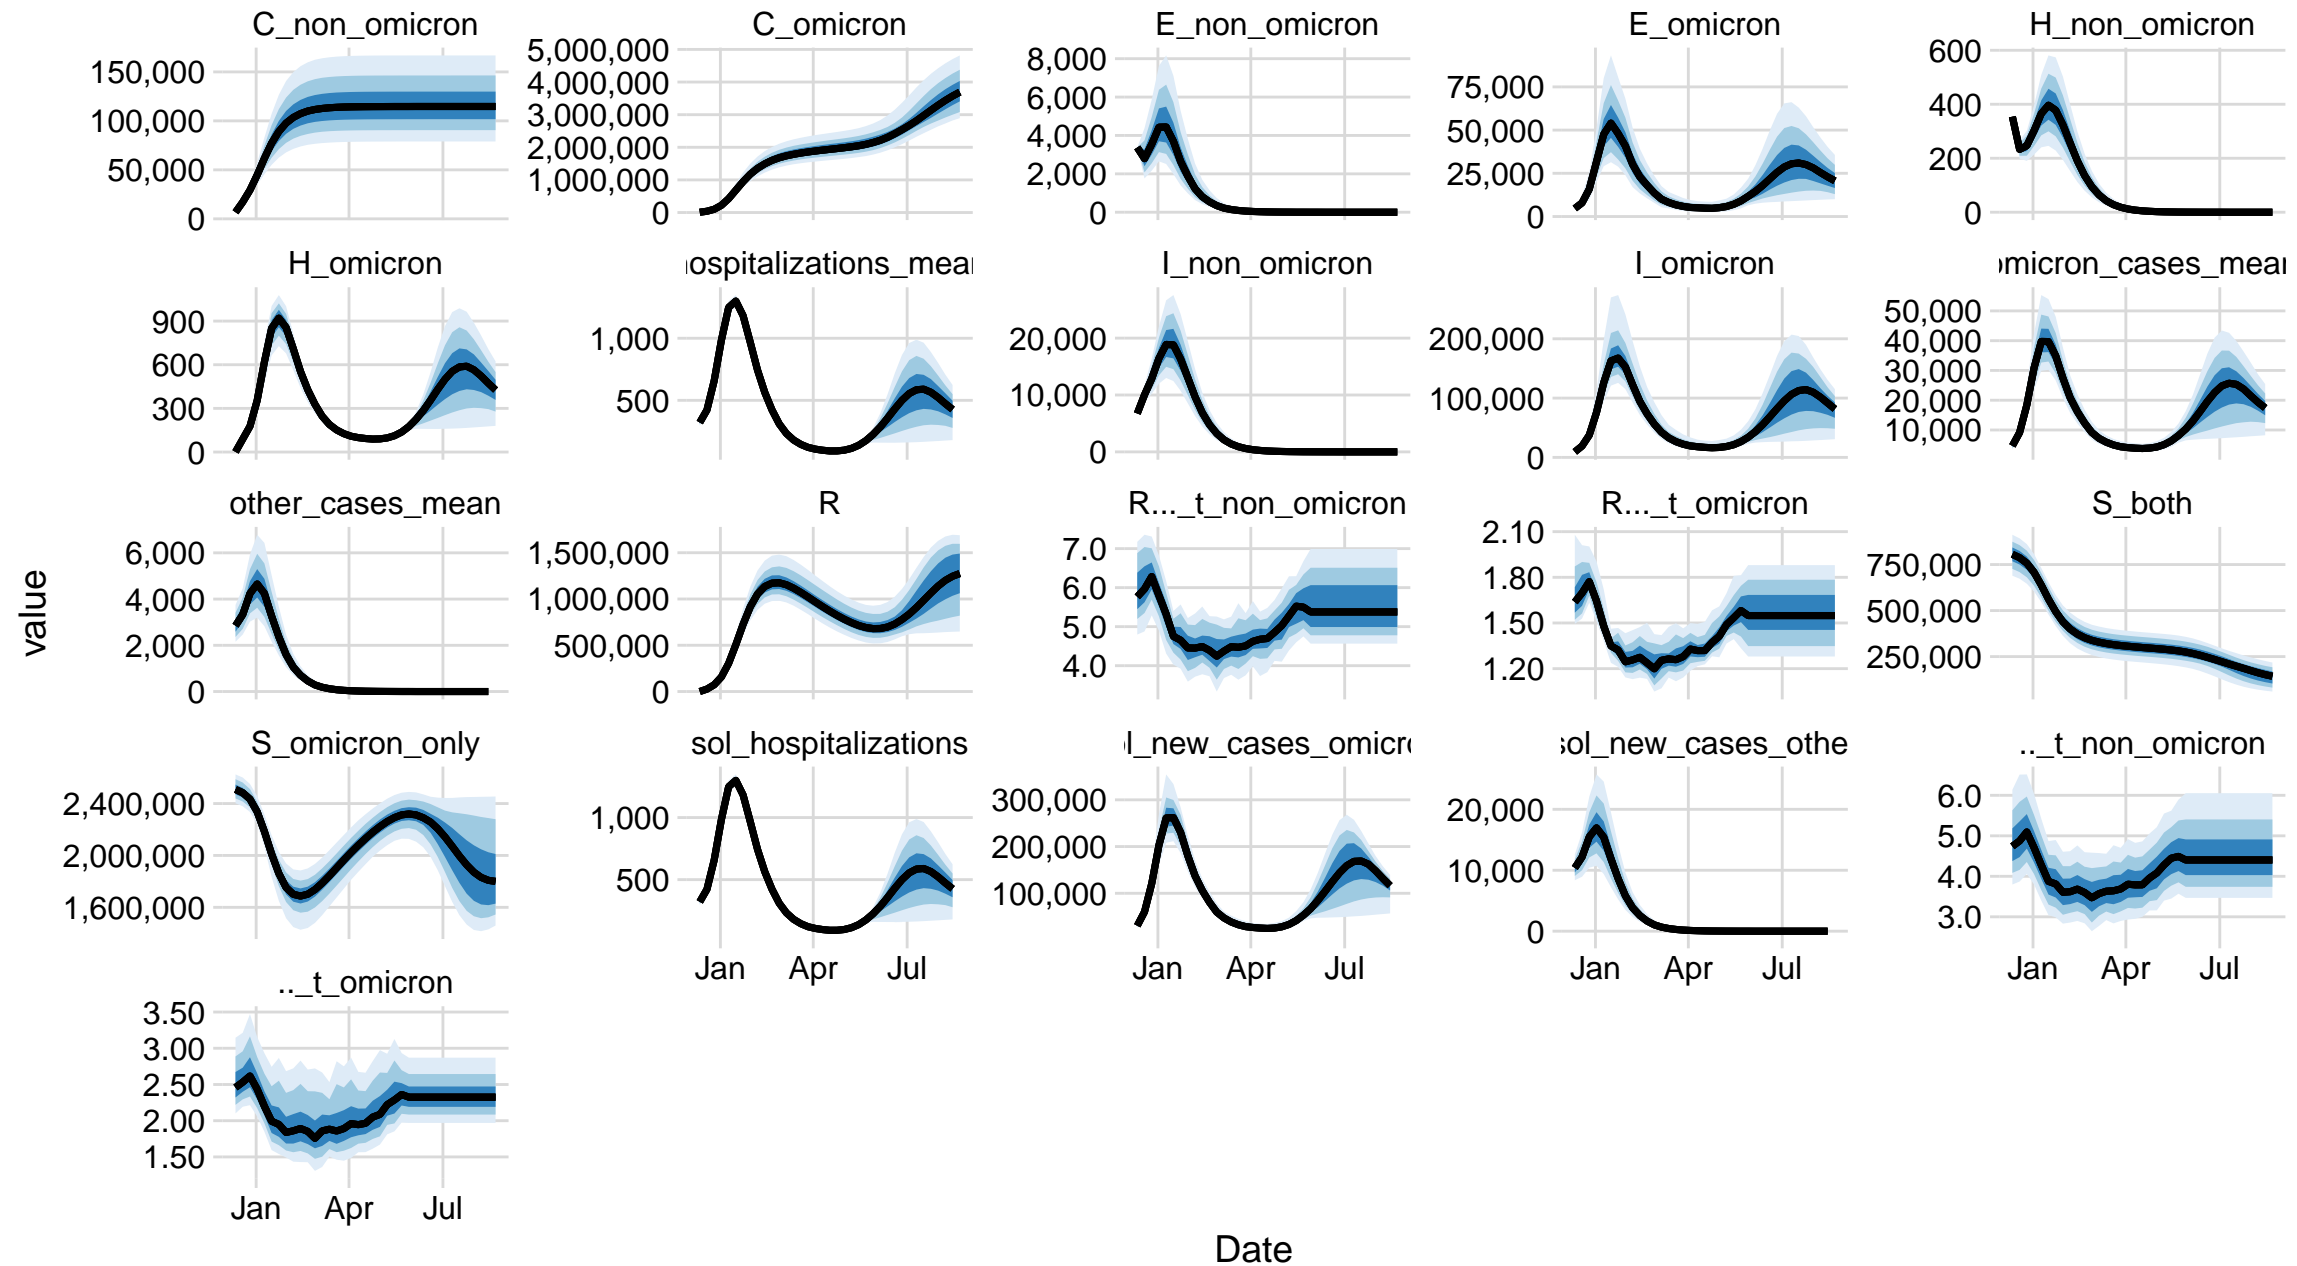 C_non_omicron C_omicron E_non_omicron E_omicron H_non_omicron
150,000 100,000 50,000 0
5,000,000 4,000,000 3,000,000 2,000,000 1,000,000 0
8,000 6,000 4,000 2,000 0
75,000 50,000 25,000 0
600 400 200 0
H_omicron ospitalizations_mea I_non_omicron I_omicron omicron_cases_mea
900 600 300 0
1,000 500
20,000 10,000 0
200,000 100,000 0
50,000 40,000 30,000 20,000 10,000
other_cases_mean R R..._t_non_omicron R..._t_omicron S_both
6,000 4,000 2,000 0
1,500,000 1,000,000 500,000 0
7.0 6.0 5.0 4.0
2.10 1.80 1.50 1.20
750,000 500,000 250,000
S_omicron_only sol_hospitalizations l_new_cases_omicr sol_new_cases_othe .._t_non_omicron
2,400,000 2,000,000 1,600,000
1,000 500
300,000 200,000 100,000
20,000 10,000 0
6.0 5.0 4.0 3.0
Jan Apr Jul Jan Apr Jul Jan Apr Jul Jan Apr Jul
.._t_omicron
3.50 3.00 2.50 2.00 1.50
Jan Apr Jul
value
Date